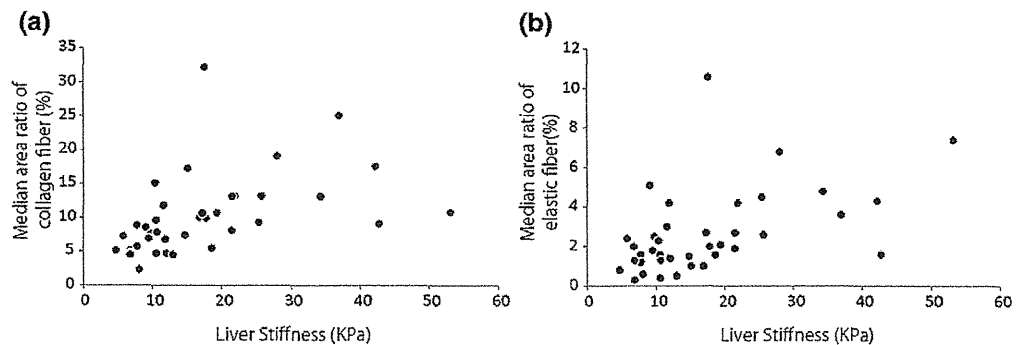 (a)
35
30
25
20
15
10
5
0
Median area ratio of
collagen fiber (%)
0 10 20 30 40 50 60
Liver Stiffness (KPa)
(b)
12
10
8
6
4
2
0
Median area ratio of
elastic fiber(%)
0 10 20 30 40 50 60
Liver Stiffness (KPa)